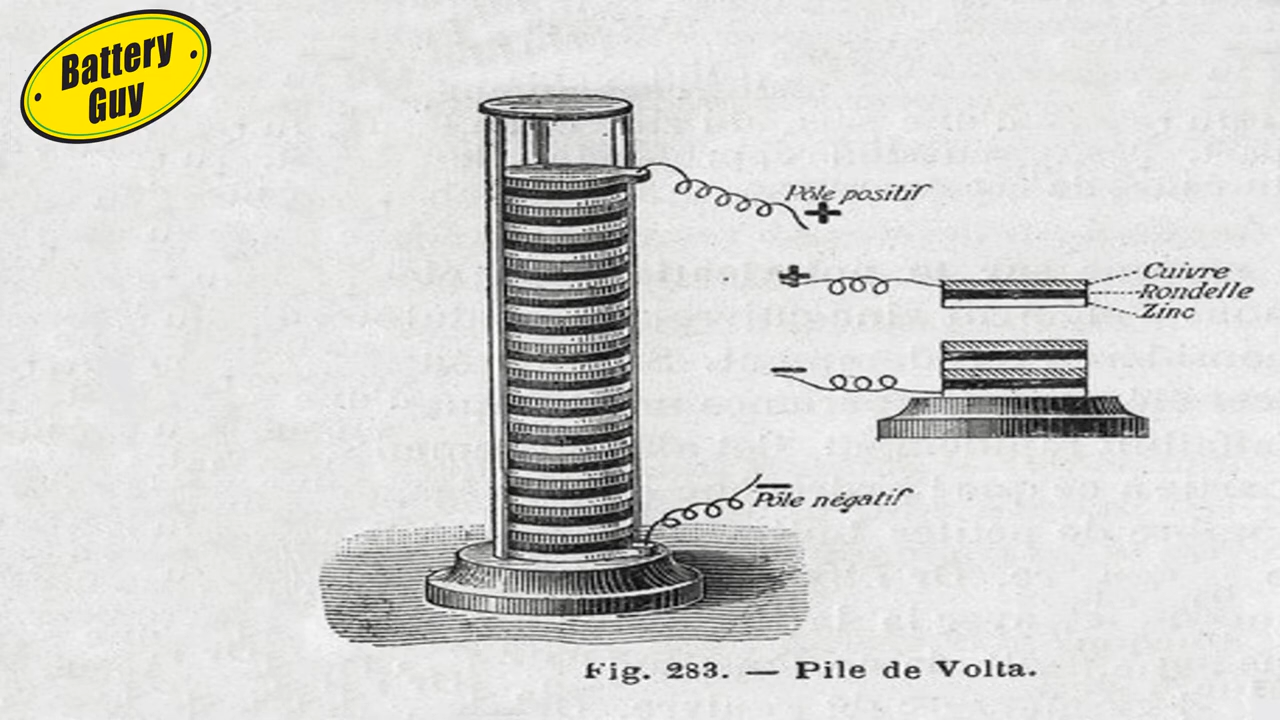 Battery
Guy
Pôle positif
+
+
Cuivre
Rondelle
Zinc
−
− 
Pôle négatif
Fig. 283. — Pile de Volta.